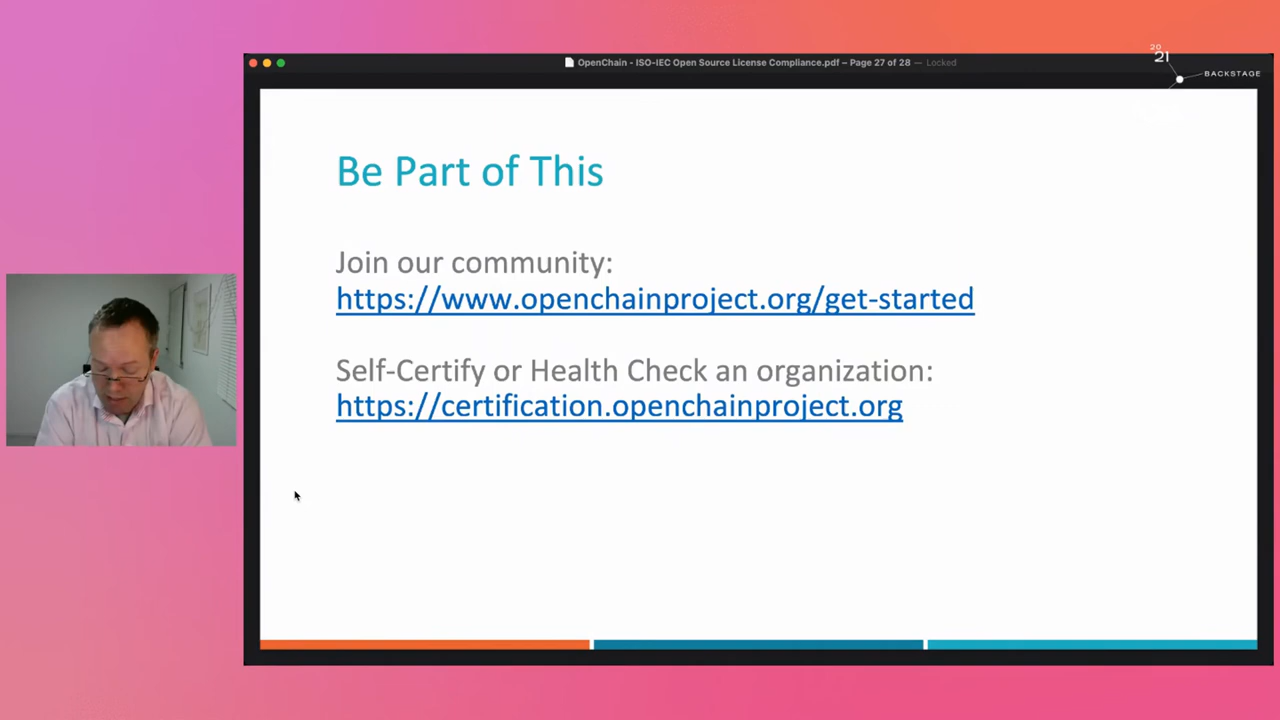 OpenChain - ISO-IEC Open Source License Compliance.pdf – Page 27 of 28 — Locked
20
21
BACKSTAGE
Be Part of This
Join our community:
https://www.openchainproject.org/get-started
Self-Certify or Health Check an organization:
https://certification.openchainproject.org